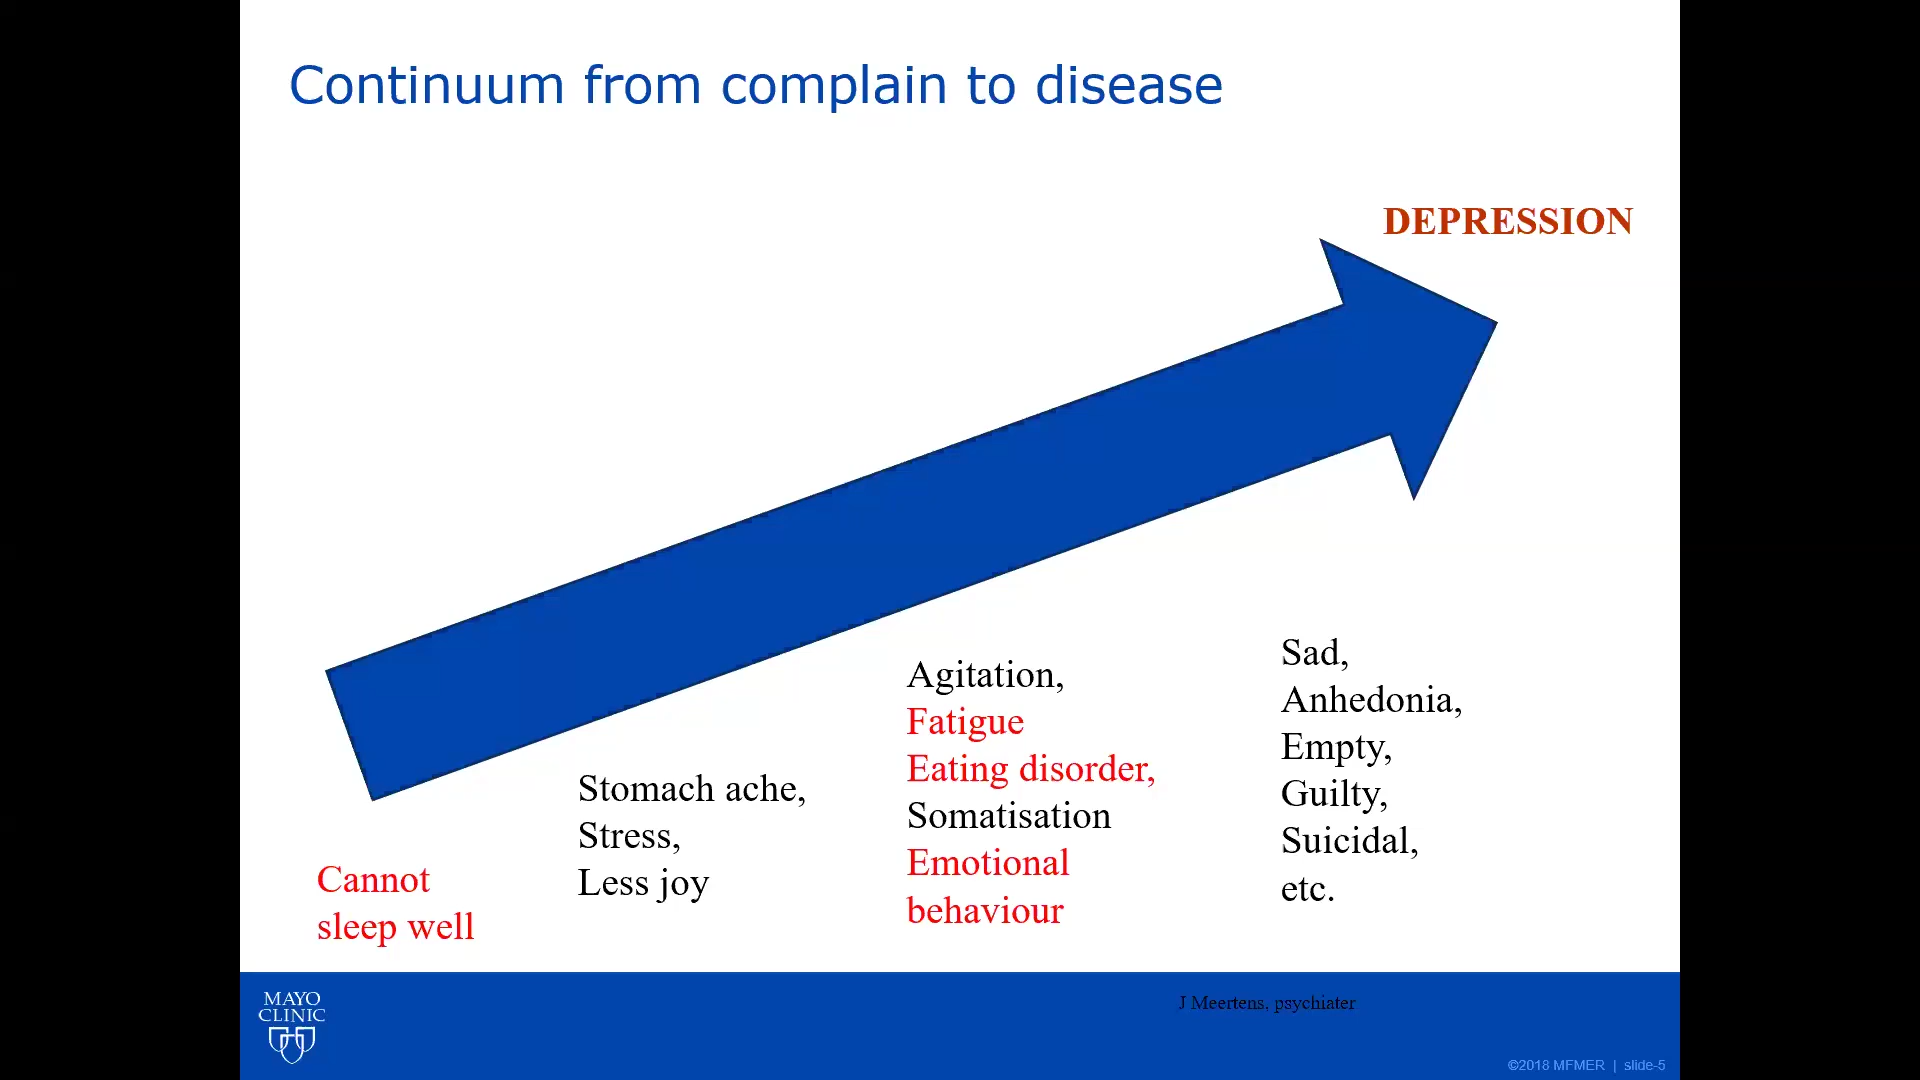 Continuum from complain to disease
DEPRESSION
Cannot
sleep well
Stomach ache,
Stress,
Less joy
Agitation,
Fatigue
Eating disorder,
Somatisation
Emotional
behaviour
Sad,
Anhedonia,
Empty,
Guilty,
Suicidal,
etc.
MAYO
CLINIC
J Meertens, psychiater
©2018 MFMER | slide-5